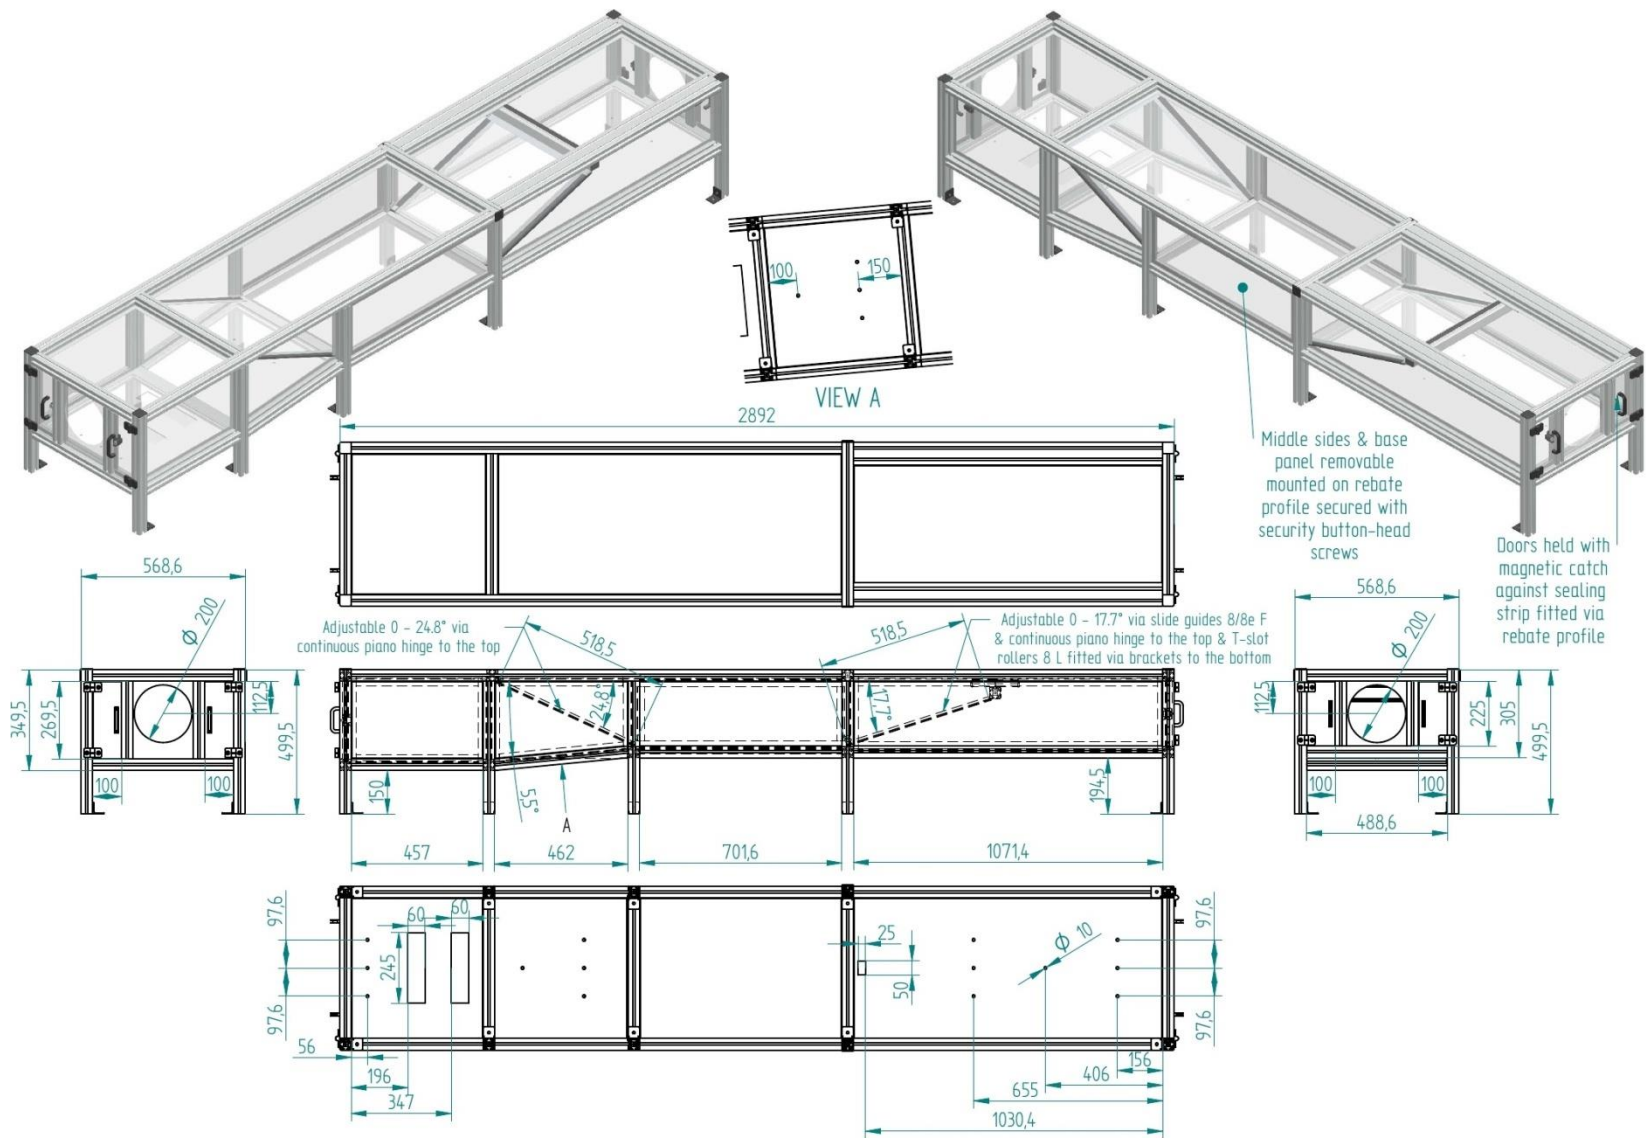 100
150
VIEW A
2892
Middle sides & base
panel removable
mounted on rebate
profile secured with
security button-head
screws
Doors held with
magnetic catch
against sealing
strip fitted via
rebate profile
568,6
Φ 200
349,5
269,5
112,5
499,5
100
100
Adjustable 0 - 24.8° via
continuous piano hinge to the top
518,5
518,5
Adjustable 0 - 17.7° via slide guides 8/8e F
& continuous piano hinge to the top & T-slot
rollers 8 L fitted via brackets to the bottom
24,8°
17,7°
5,5°
A
150
194,5
457
462
701,6
1071,4
568,6
Φ 200
112,5
225
305
499,5
100
100
488,6
97,6
97,6
60
60
245
56
196
347
25
50
Φ 10
97,6
97,6
156
406
655
1030,4